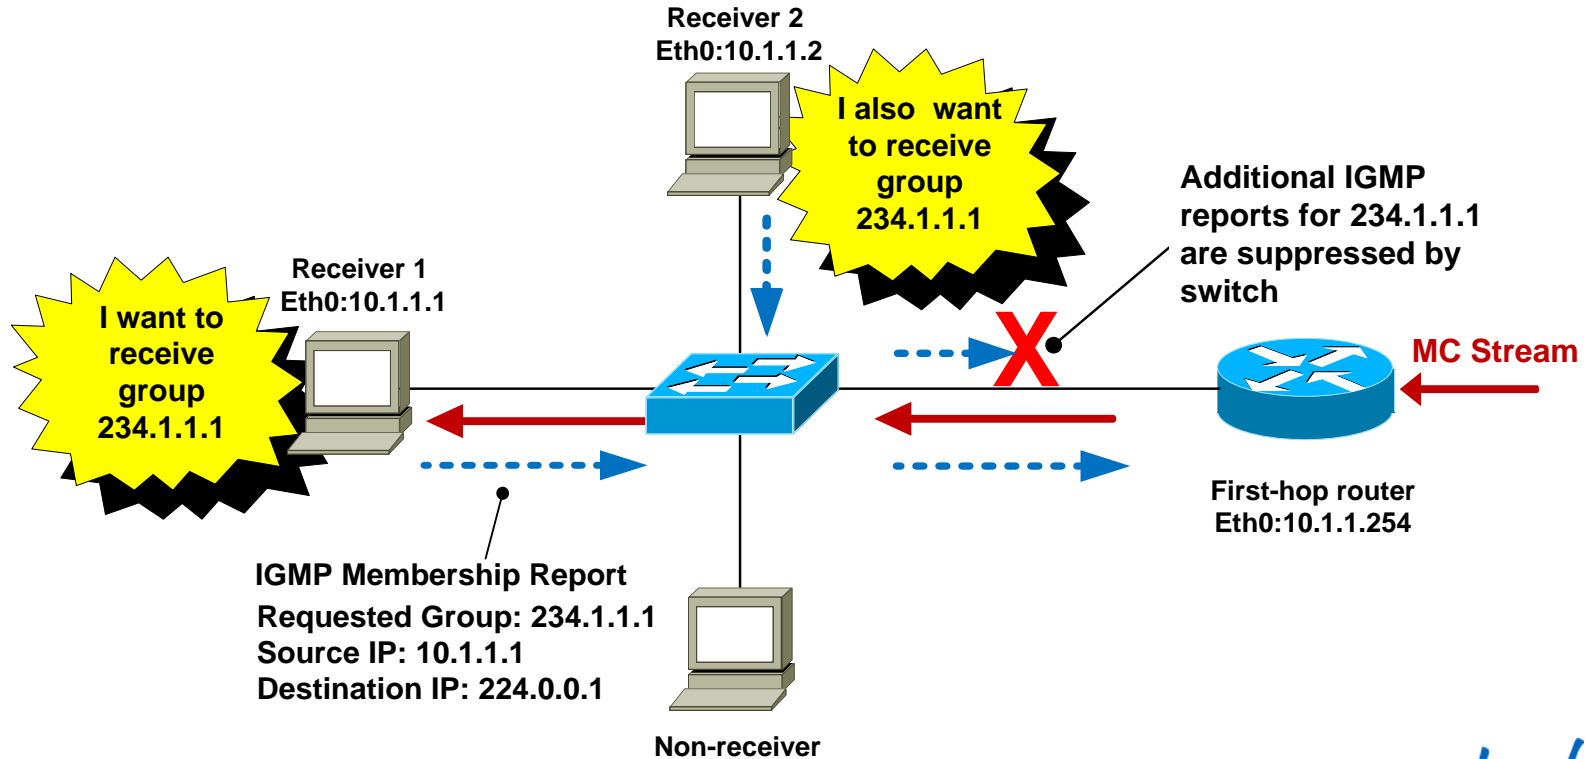 Receiver 2
Eth0:10.1.1.2
I also want
to receive
group
234.1.1.1
Additional IGMP
reports for 234.1.1.1
are suppressed by
switch
Receiver 1
Eth0:10.1.1.1
I want to
receive
group
234.1.1.1
X
MC Stream
First-hop router
Eth0:10.1.1.254
IGMP Membership Report
Requested Group: 234.1.1.1
Source IP: 10.1.1.1
Destination IP: 224.0.0.1
Non-receiver